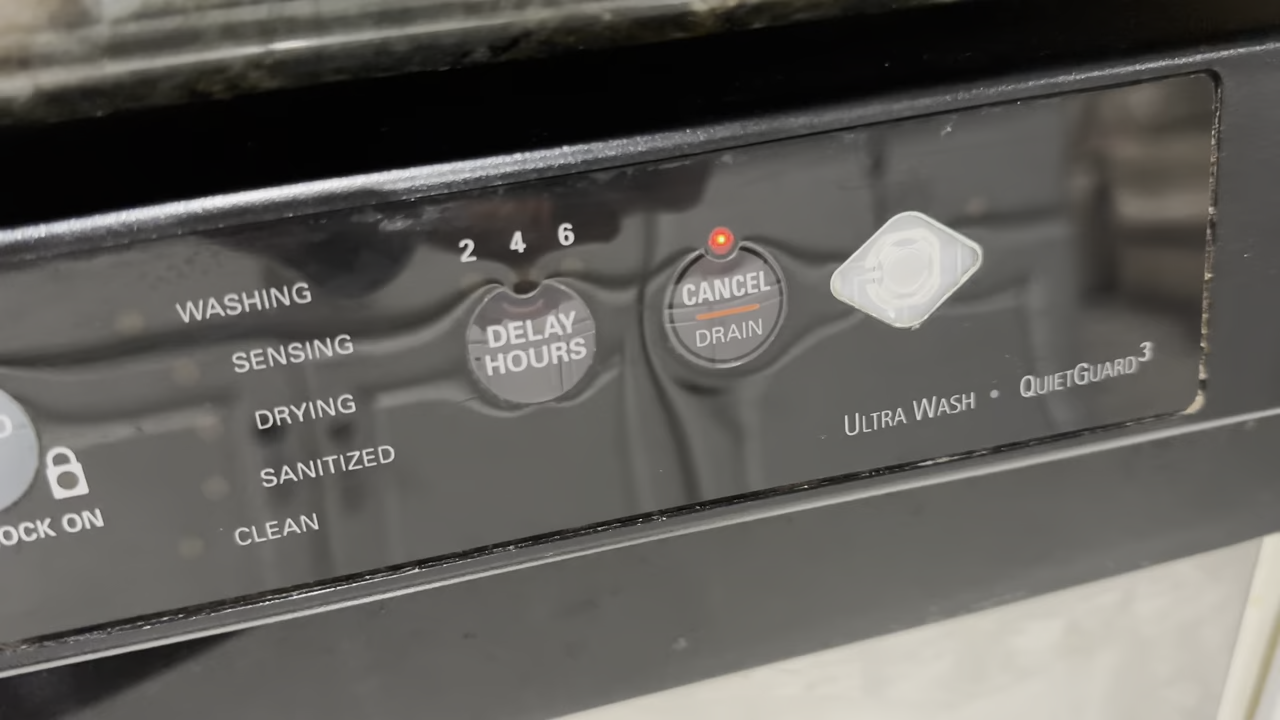 2 4 6
WASHING
SENSING
DRYING
SANITIZED
CLEAN
OCK ON
DELAY
HOURS
CANCEL
DRAIN
ULTRA WASH • QUIETGUARD3